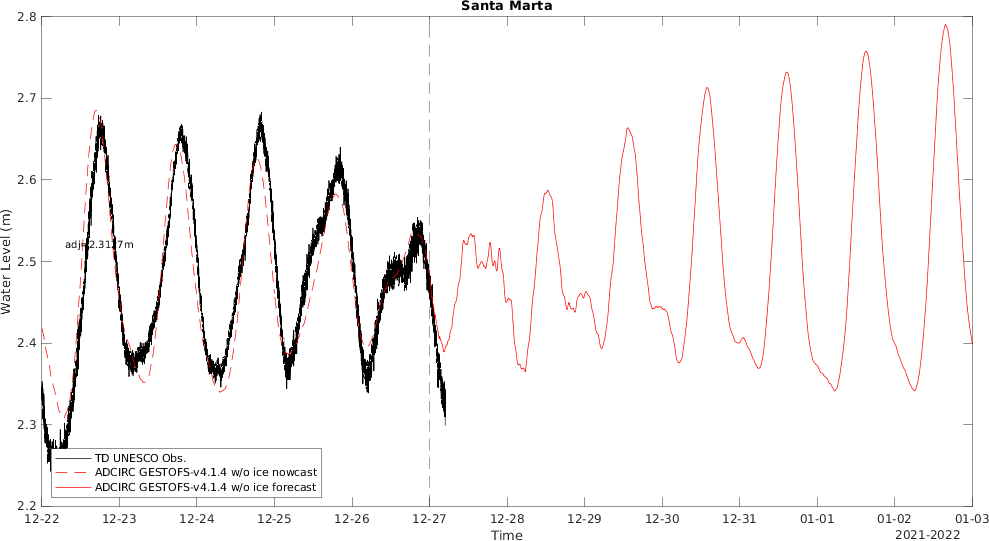 Santa Marta
2.8
2.7
2.6
2.5
2.4
2.3
2.2
Water Level (m)
adj=2.3127m
TD UNESCO Obs.
ADCIRC GESTOFS-v4.1.4 w/o ice nowcast
ADCIRC GESTOFS-v4.1.4 w/o ice forecast
12-22 12-23 12-24 12-25 12-26 12-27 12-28 12-29 12-30 12-31 01-01 01-02 01-03
Time
2021-2022